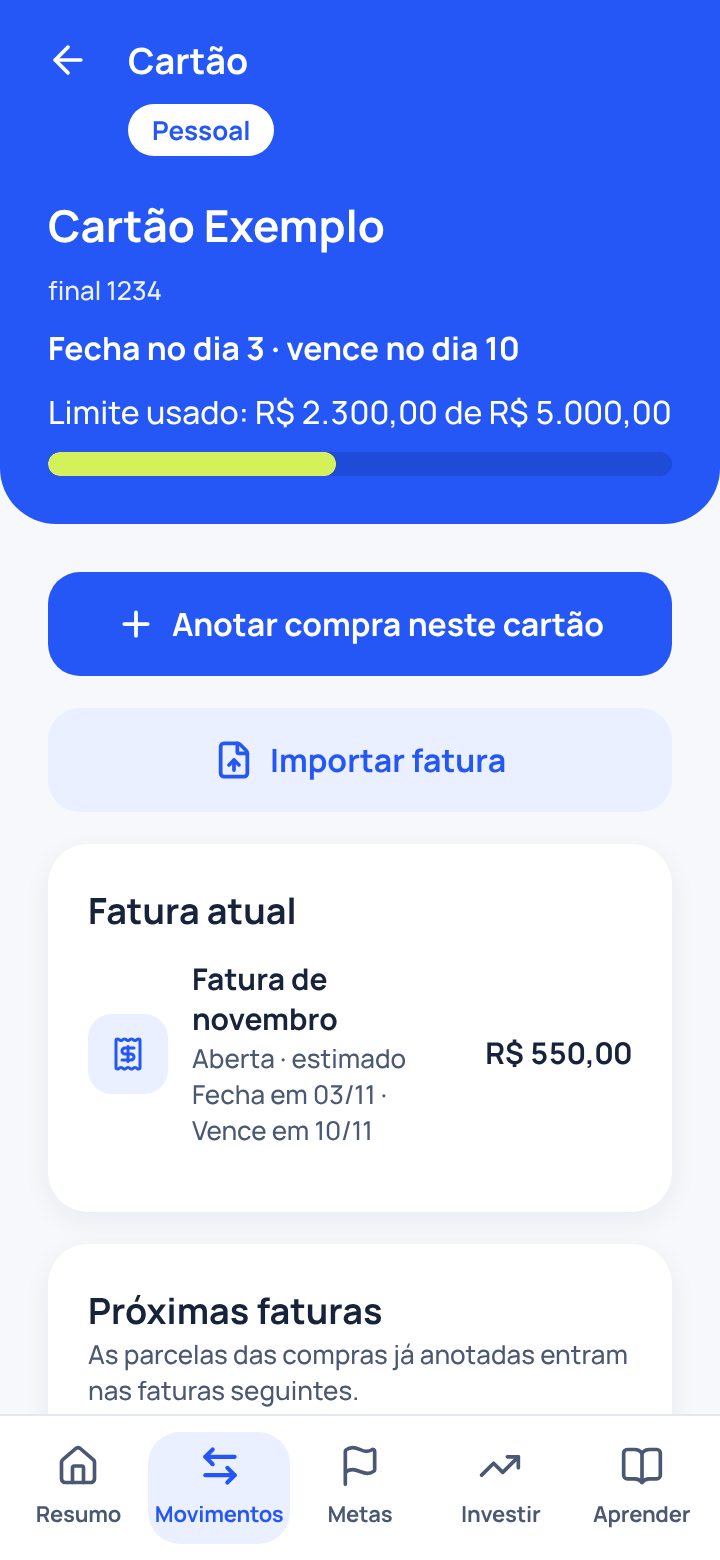 Cartão
Pessoal
Cartão Exemplo
final 1234
Fecha no dia 3 · vence no dia 10
Limite usado: R$ 2.300,00 de R$ 5.000,00
Anotar compra neste cartão
Importar fatura
Fatura atual
Fatura de
novembro
Aberta · estimado
Fecha em 03/11 ·
Vence em 10/11
R$ 550,00
Próximas faturas
As parcelas das compras já anotadas entram
nas faturas seguintes.
Resumo
Movimentos
Metas
Investir
Aprender